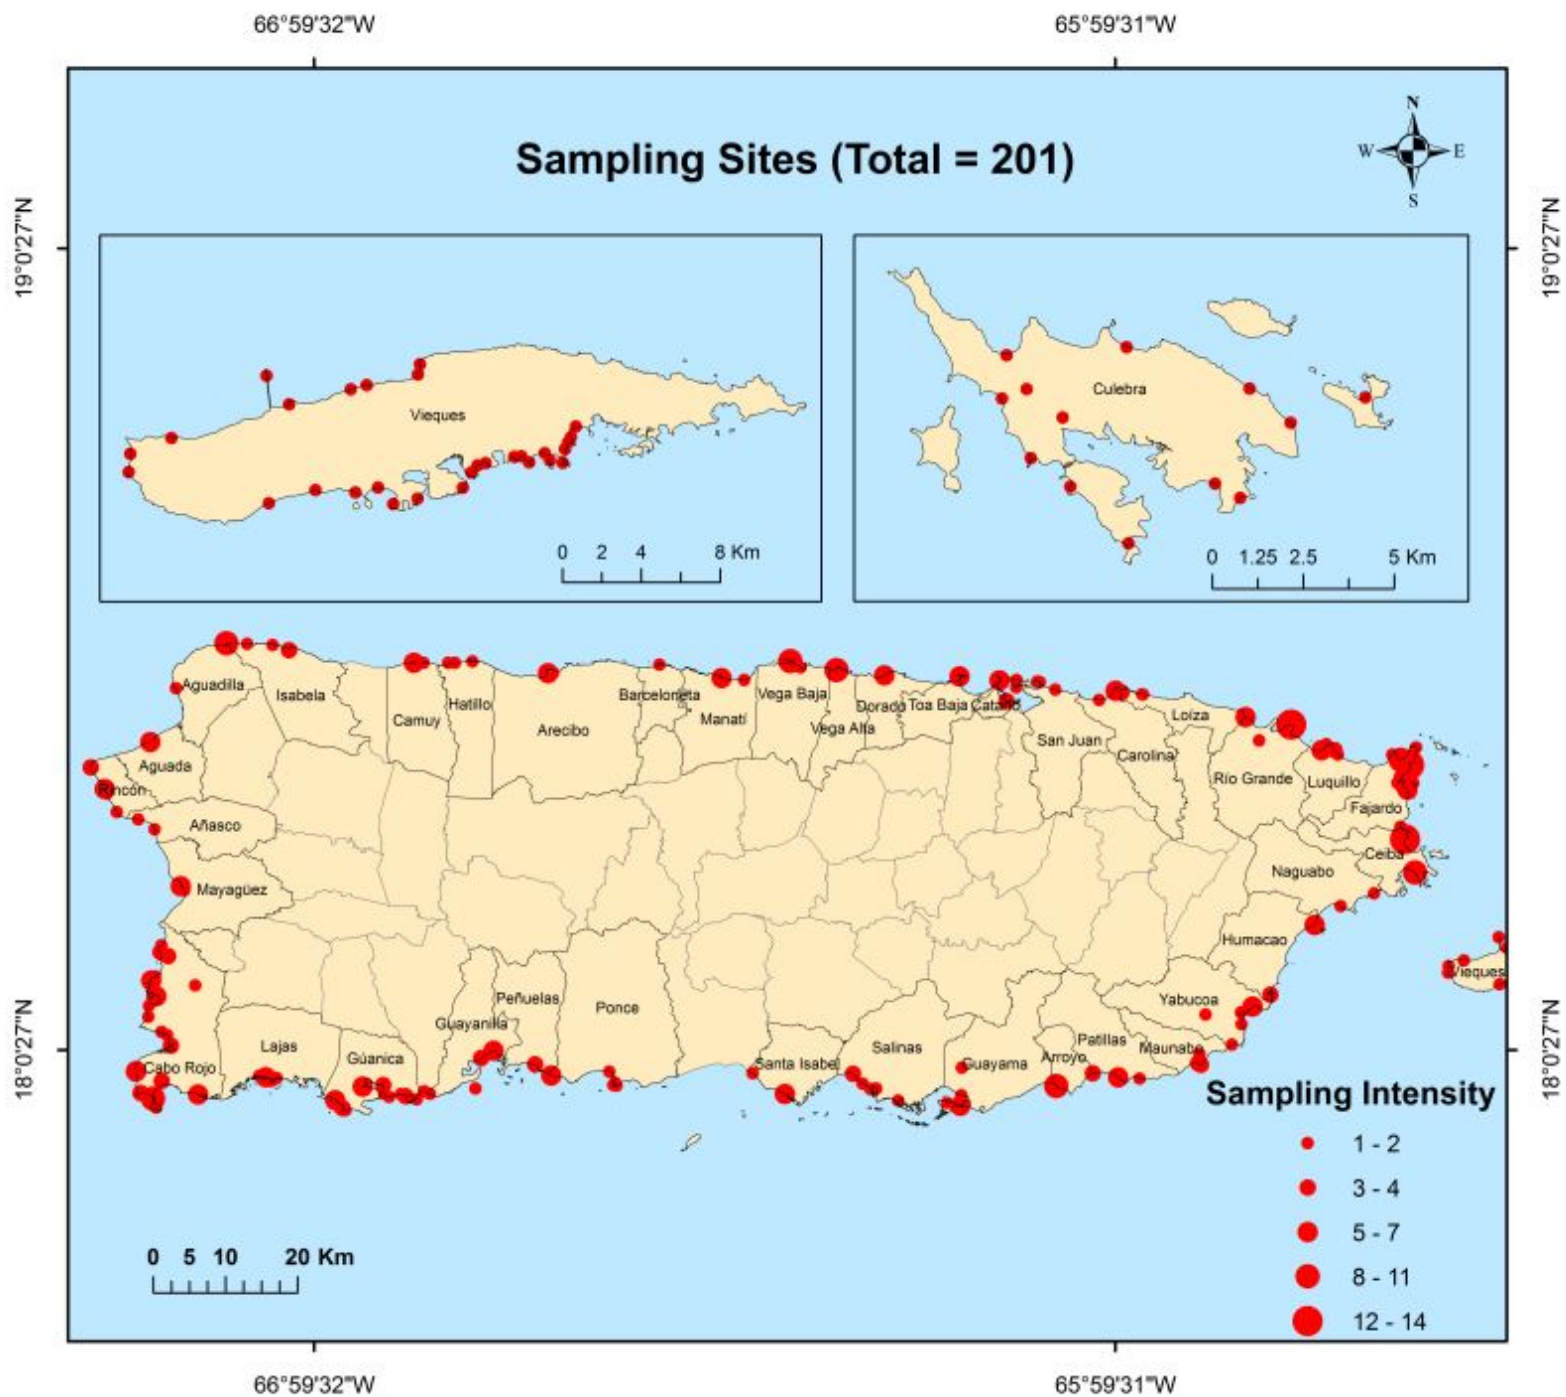 66°59'32"W 65°59'31"W
N
Sampling Sites (Total = 201)
W E
S
19°0'27"N 19°0'27"N
Vieques
Culebra
0 2 4 8 Km
0 1.25 2.5 5 Km
Aguadilla
Isabela
Camuy
Hatillo
Arecibo
Barceloneta
Manatí
Vega Baja
Vega Alta
Dorado
Toa Baja
Cataño
San Juan
Carolina
Loíza
Río Grande
Luquillo
Fajardo
Aguada
Rincón
Añasco
Ceiba
Naguabo
Mayagüez
Humacao
Vieques
Peñuelas
Ponce
Yabucoa
Guayanilla
Lajas
Gúanica
Salinas
Patillas
Maunabo
Cabo Rojo
Santa Isabel
Guayama
Arroyo
18°0'27"N 18°0'27"N
Sampling Intensity
1 - 2
3 - 4
5 - 7
8 - 11
12 - 14
0 5 10 20 Km
66°59'32"W 65°59'31"W